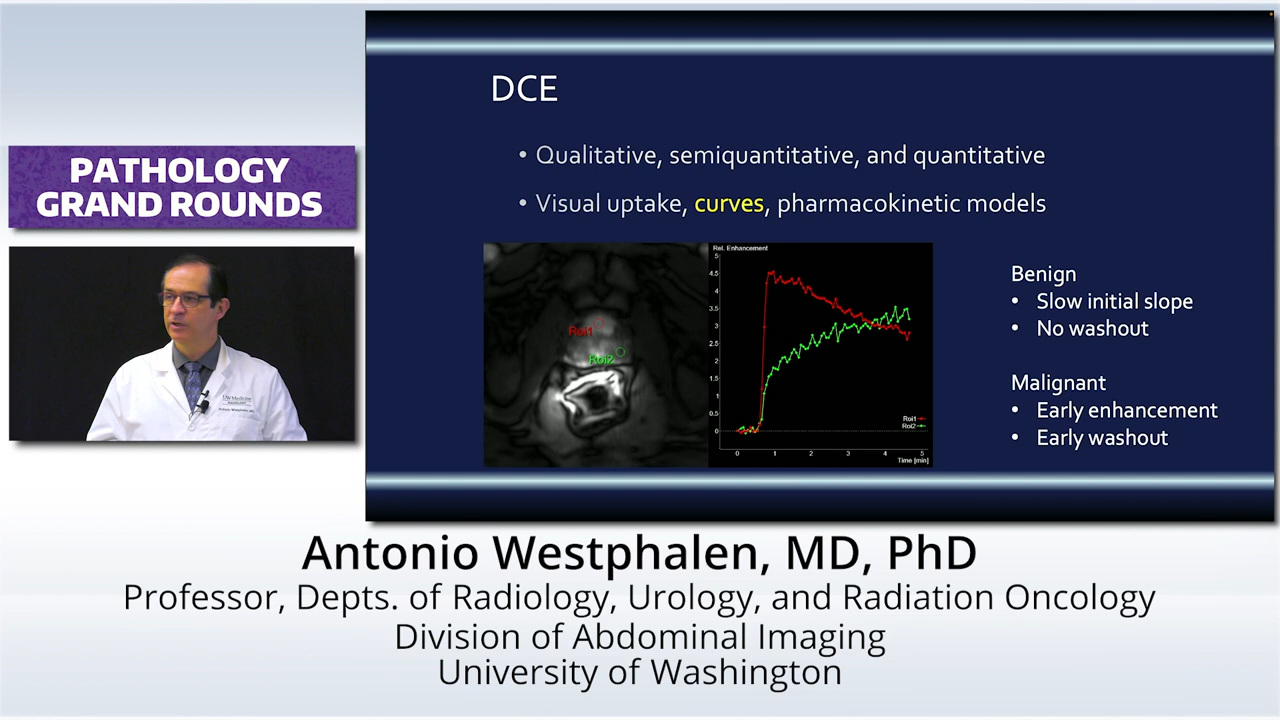 PATHOLOGY
GRAND ROUNDS
UW Medicine
DCE
• Qualitative, semiquantitative, and quantitative
• Visual uptake, curves, pharmacokinetic models
Roi1
Roi2
Rel. Enhancement
5
4.5
4
3.5
3
2.5
2
1.5
1
0.5
0
0 1 2 3 4 5
Time [min]
Roi1
Roi2
Benign
• Slow initial slope
• No washout
Malignant
• Early enhancement
• Early washout
Antonio Westphalen, MD, PhD
Professor, Depts. of Radiology, Urology, and Radiation Oncology
Division of Abdominal Imaging
University of Washington